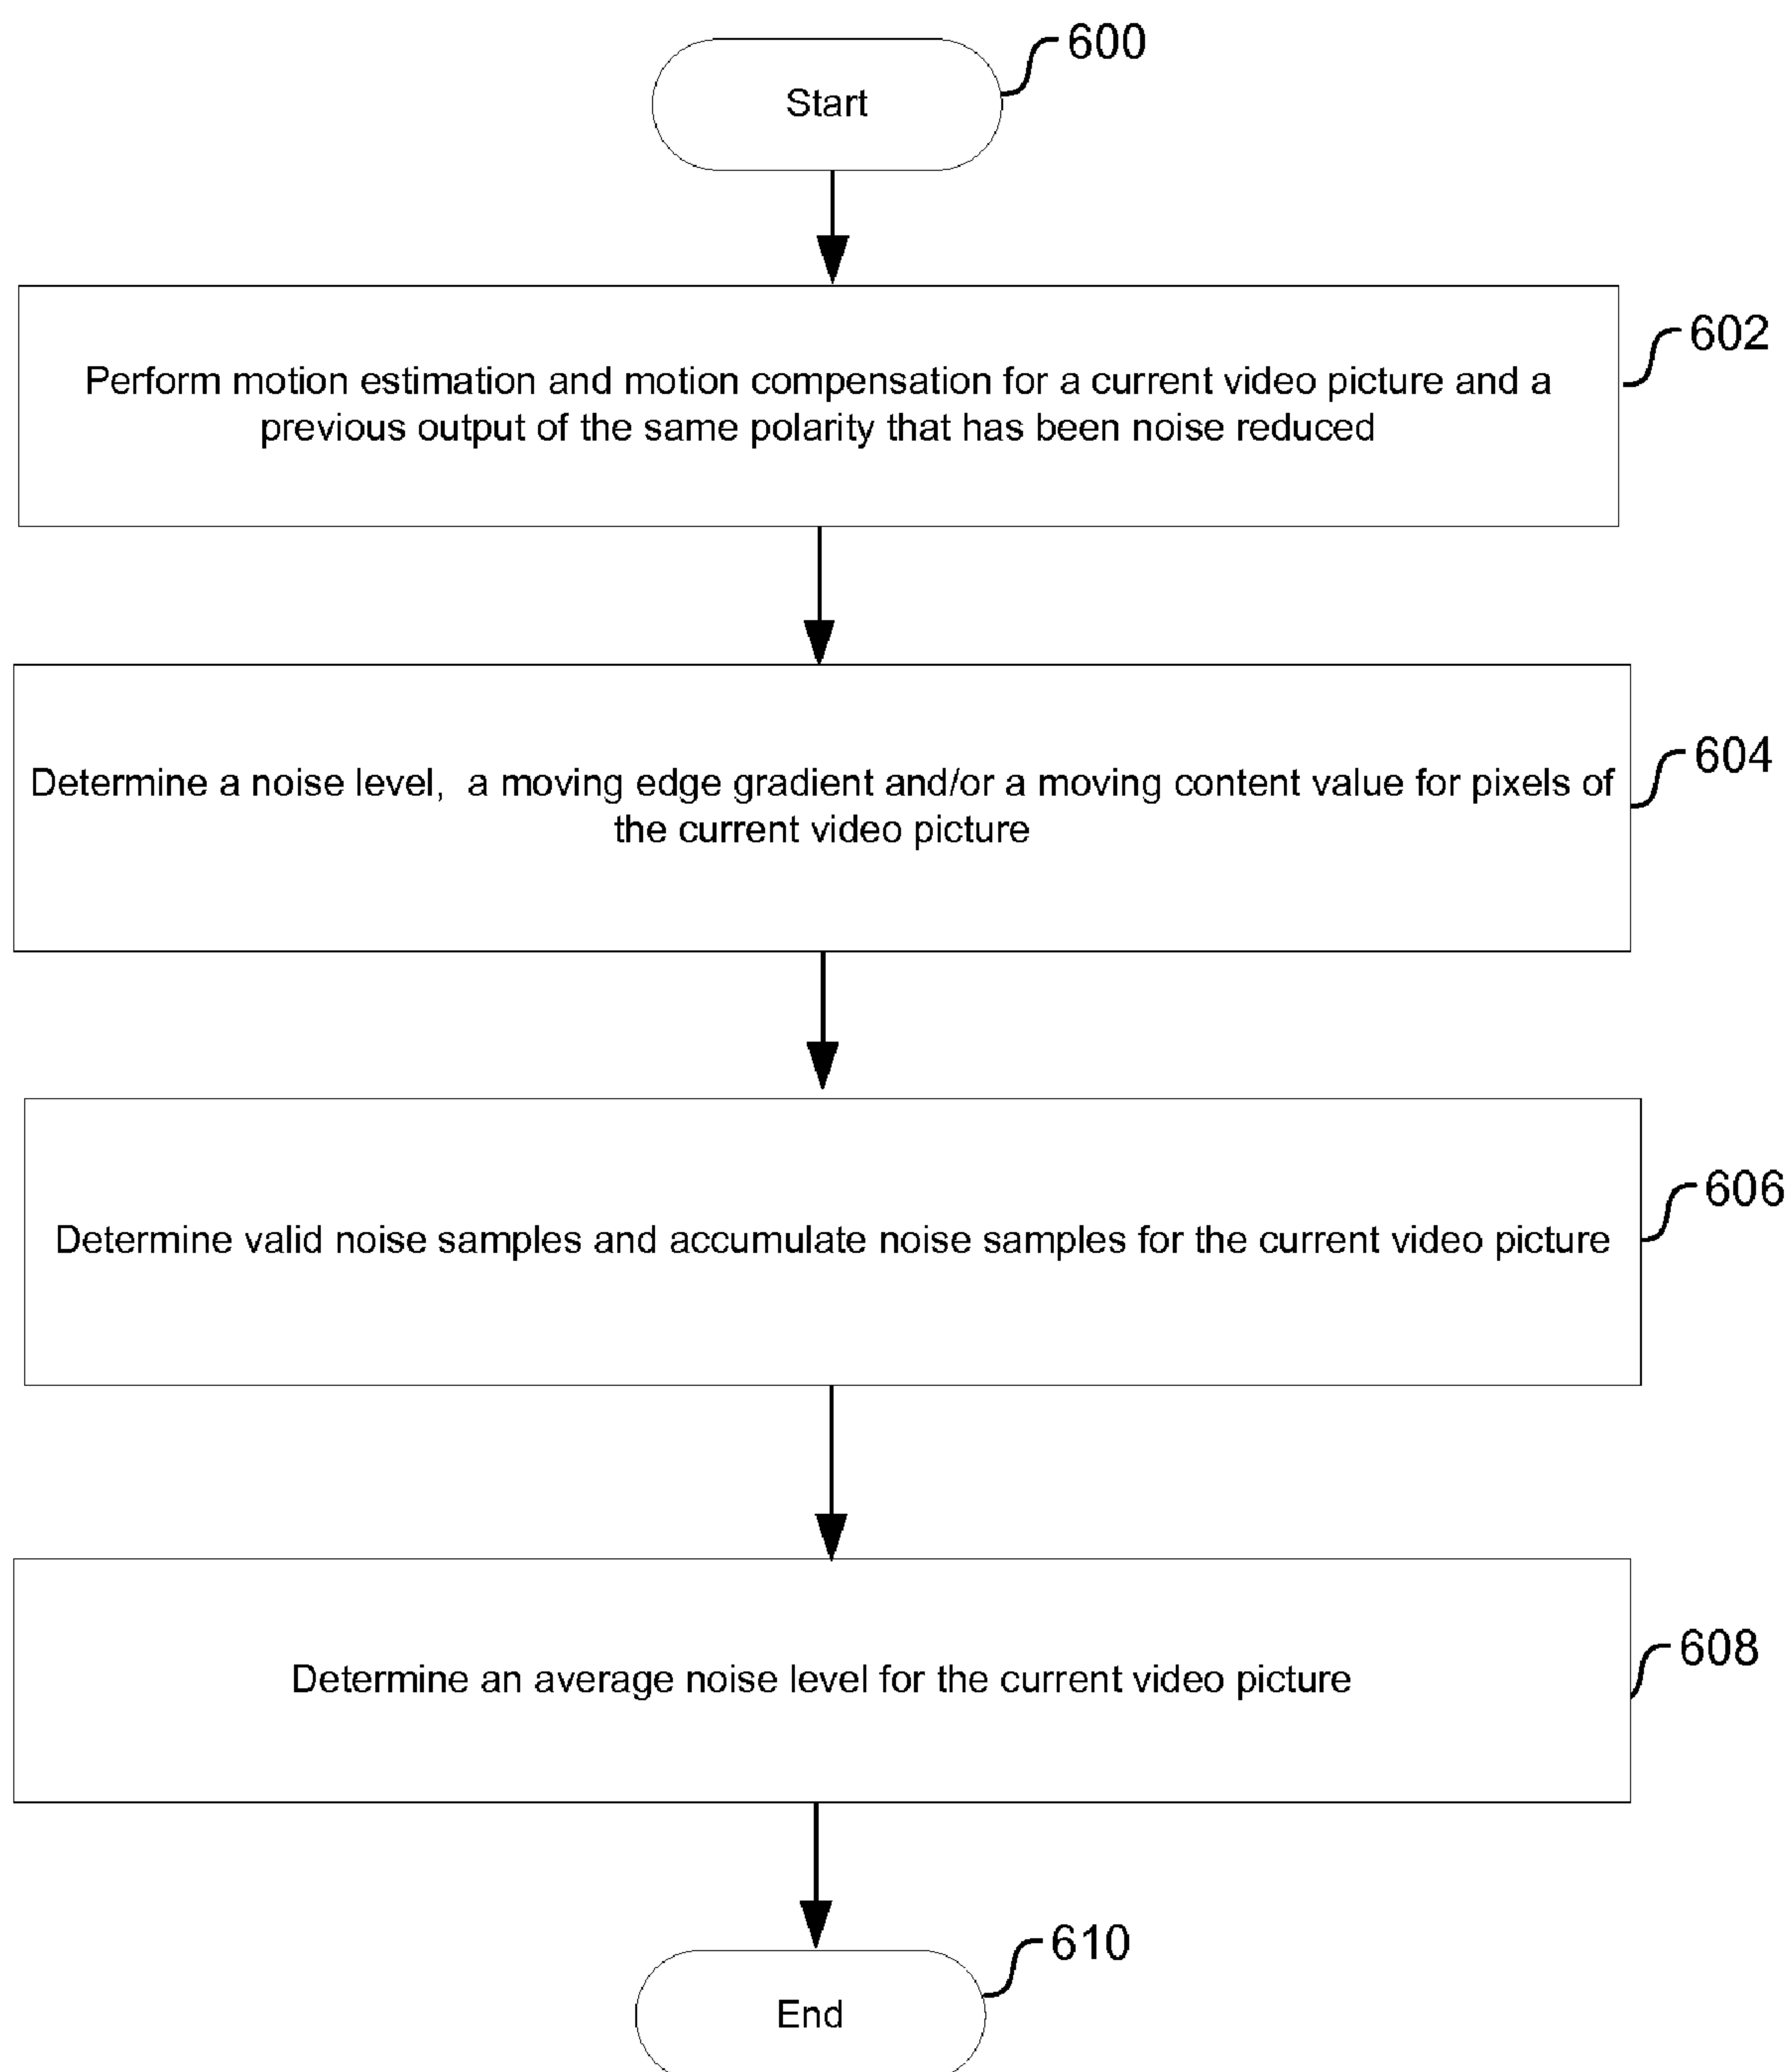 600
Start
602
Perform motion estimation and motion compensation for a current video picture and a
previous output of the same polarity that has been noise reduced
604
Determine a noise level,  a moving edge gradient and/or a moving content value for pixels of
the current video picture
606
Determine valid noise samples and accumulate noise samples for the current video picture
608
Determine an average noise level for the current video picture
610
End